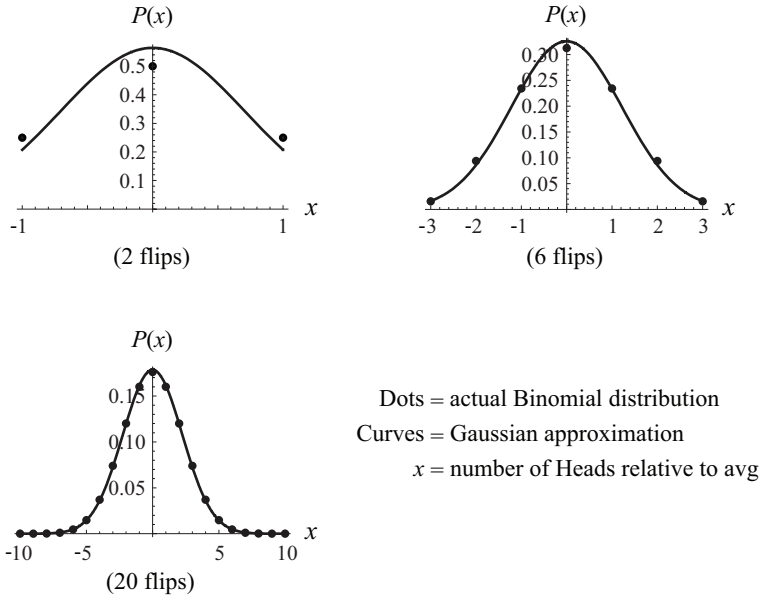 P(x)
0.5
0.4
0.3
0.2
0.1
-1
1
x
(2 flips)
P(x)
0.30
0.25
0.20
0.15
0.10
0.05
-3
-2
-1
1
2
3
x
(6 flips)
P(x)
0.15
0.10
0.05
-10
-5
5
10
x
(20 flips)
Dots = actual Binomial distribution
Curves = Gaussian approximation
x = number of Heads relative to avg